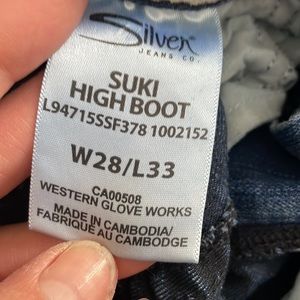 Silver
JEANS CO.
SUKI
HIGH BOOT
L94715SSF378 1002152
W28/L33
CA00508
WESTERN GLOVE WORKS
MADE IN CAMBODIA/
FABRIQUÉ AU CAMBODGE